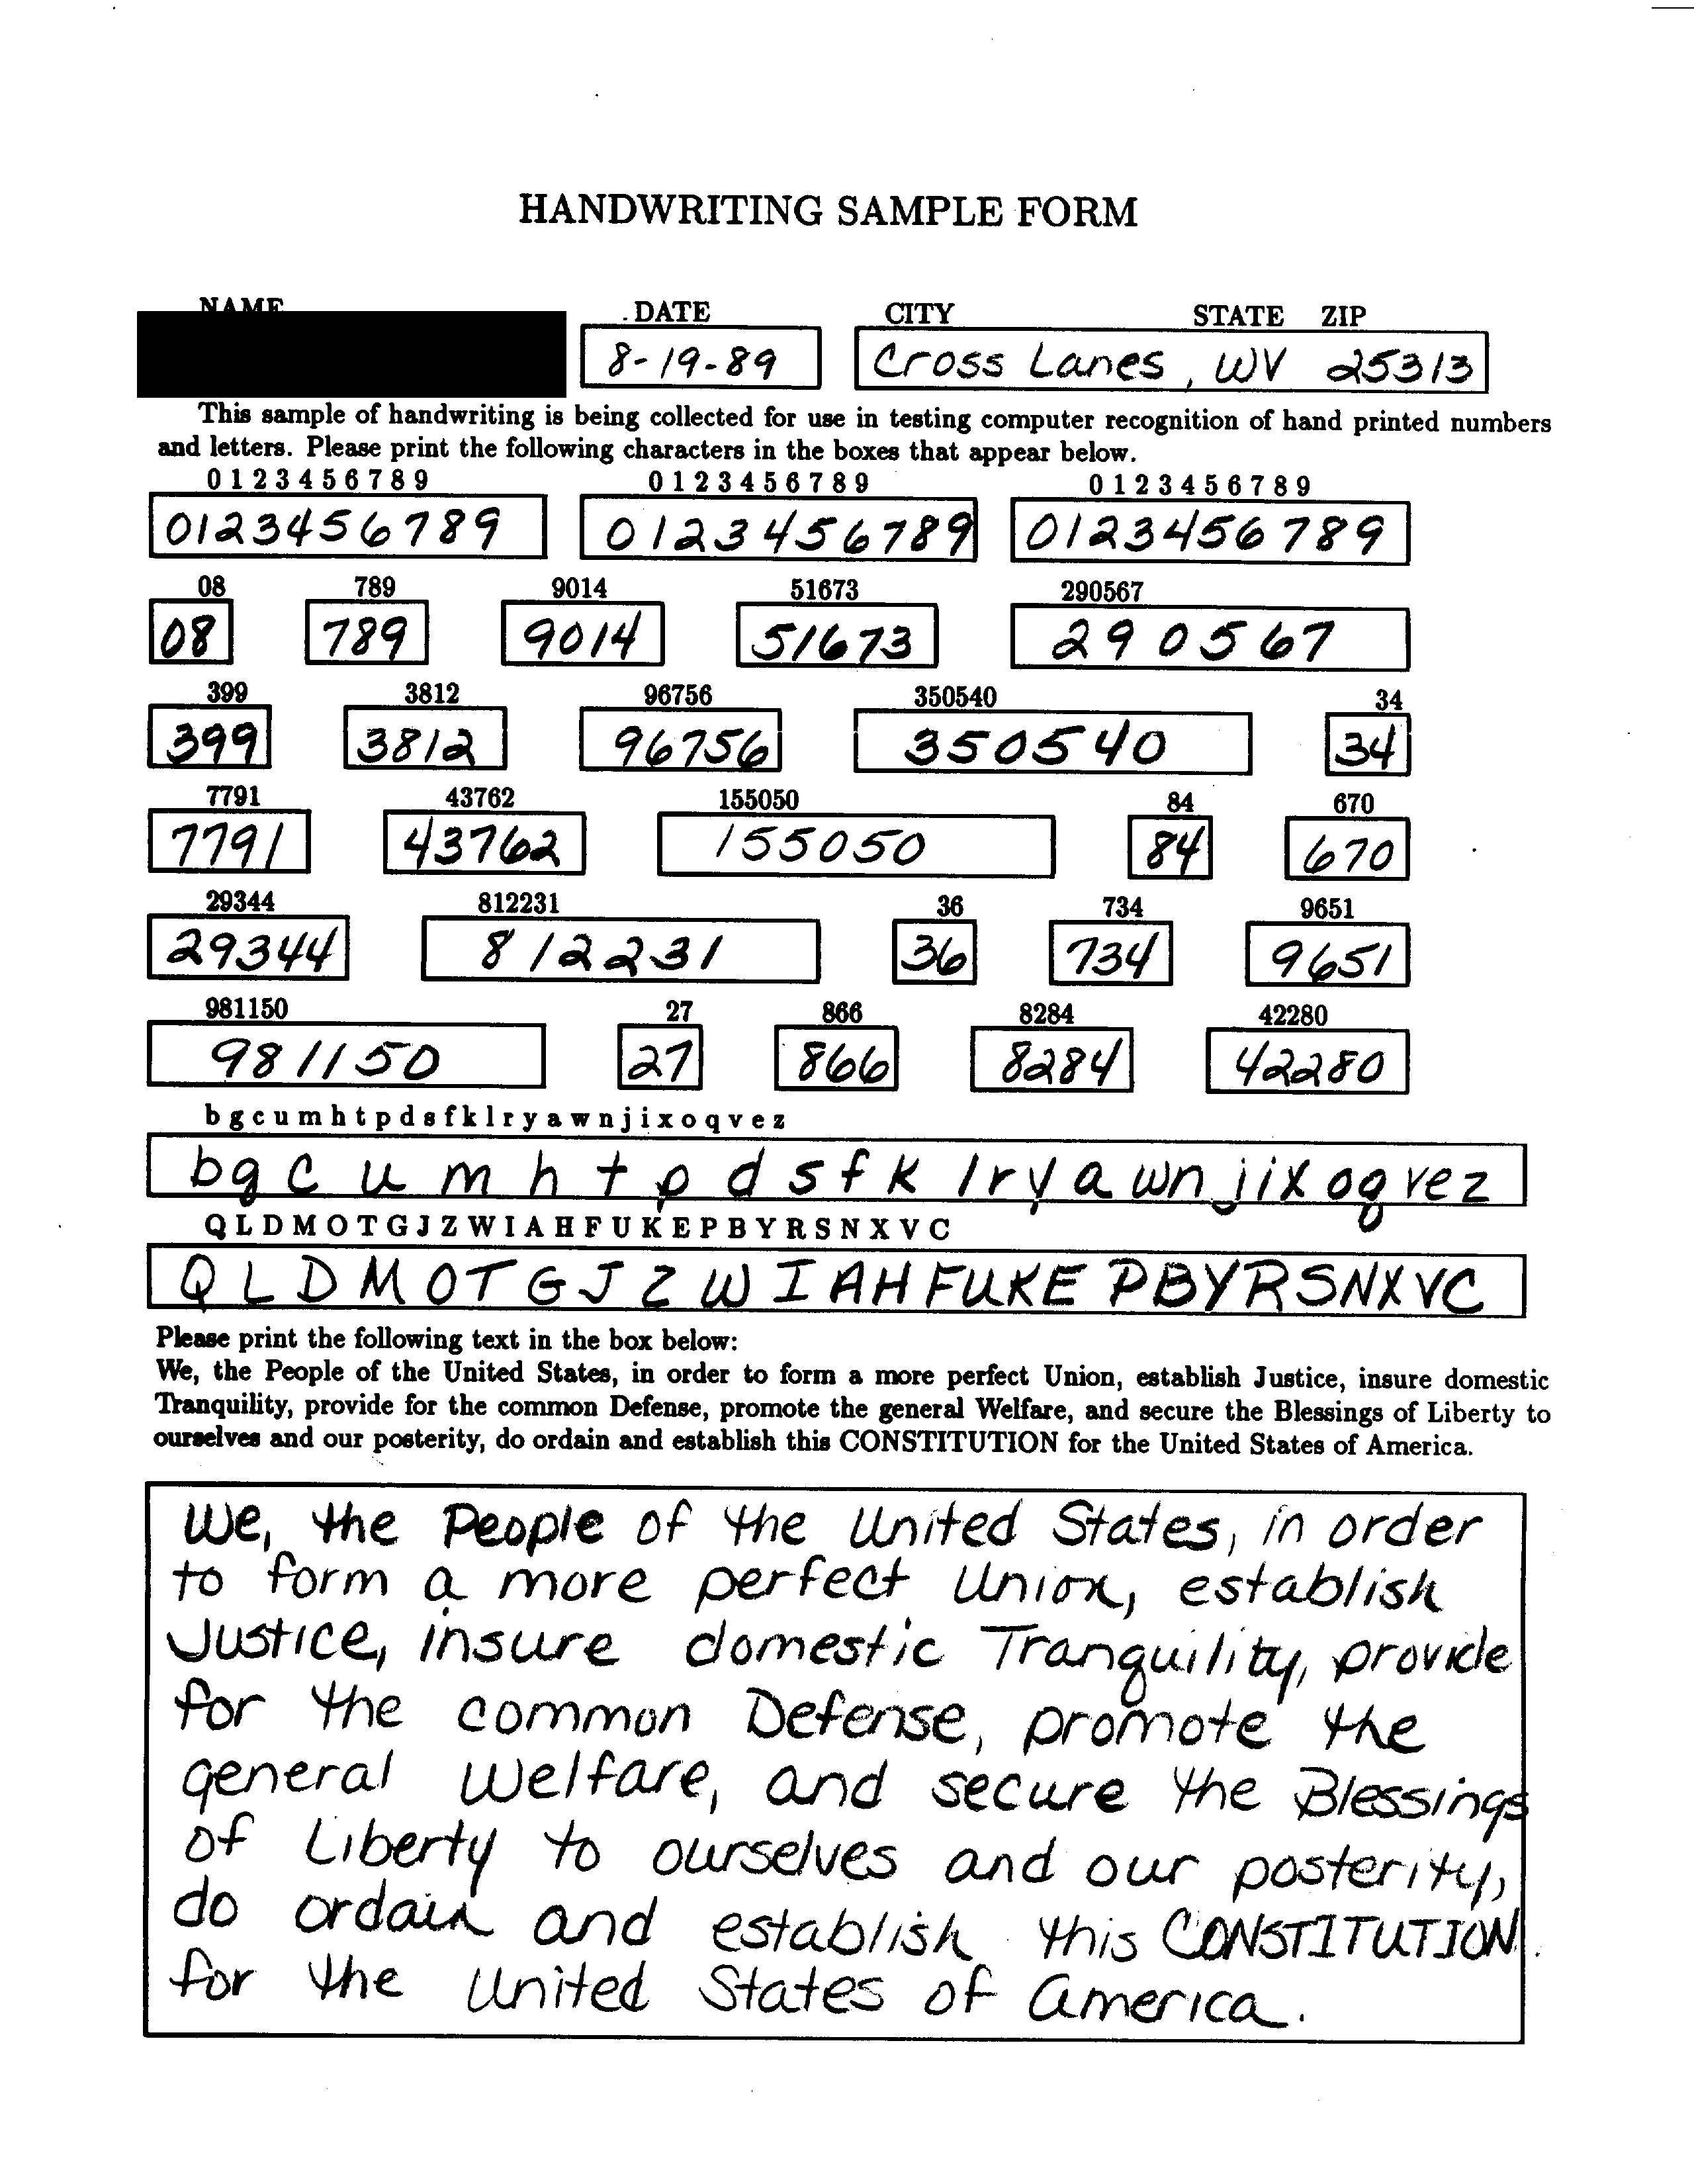 HANDWRITING SAMPLE FORM
NAME DATE CITY STATE ZIP
8-19-89 Cross Lanes, WV 25313
This sample of handwriting is being collected for use in testing computer recognition of hand printed numbers
and letters. Please print the following characters in the boxes that appear below.
0 1 2 3 4 5 6 7 8 9 0 1 2 3 4 5 6 7 8 9 0 1 2 3 4 5 6 7 8 9
0123456789 0123456789 0123456789
08 789 9014 51673 290567
08 789 9014 51673 290567
399 3812 96756 350540 34
399 3812 96756 350540 34
7791 43762 155050 84 670
7791 43762 155050 84 670
29344 812231 36 734 9651
29344 812231 36 734 9651
981150 27 866 8284 42280
981150 27 866 8284 42280
b g c u m h t p d s f k l r y a w n j i x o q v e z
b g c u m h t p d s f k l r y a w n j i x o q v e z
Q L D M O T G J Z W I A H F U K E P B Y R S N X V C
Q L D M O T G J Z W I A H F U K E P B Y R S N X V C
Please print the following text in the box below:
We, the People of the United States, in order to form a more perfect Union, establish Justice, insure domestic
Tranquility, provide for the common Defense, promote the general Welfare, and secure the Blessings of Liberty to
ourselves and our posterity, do ordain and establish this CONSTITUTION for the United States of America.
We, the People of the United States, in order
to form a more perfect Union, establish
Justice, insure domestic Tranquility, provide
for the common Defense, promote the
general Welfare, and secure the Blessings
of Liberty to ourselves and our posterity,
do ordain and establish this CONSTITUTION
for the United States of America.